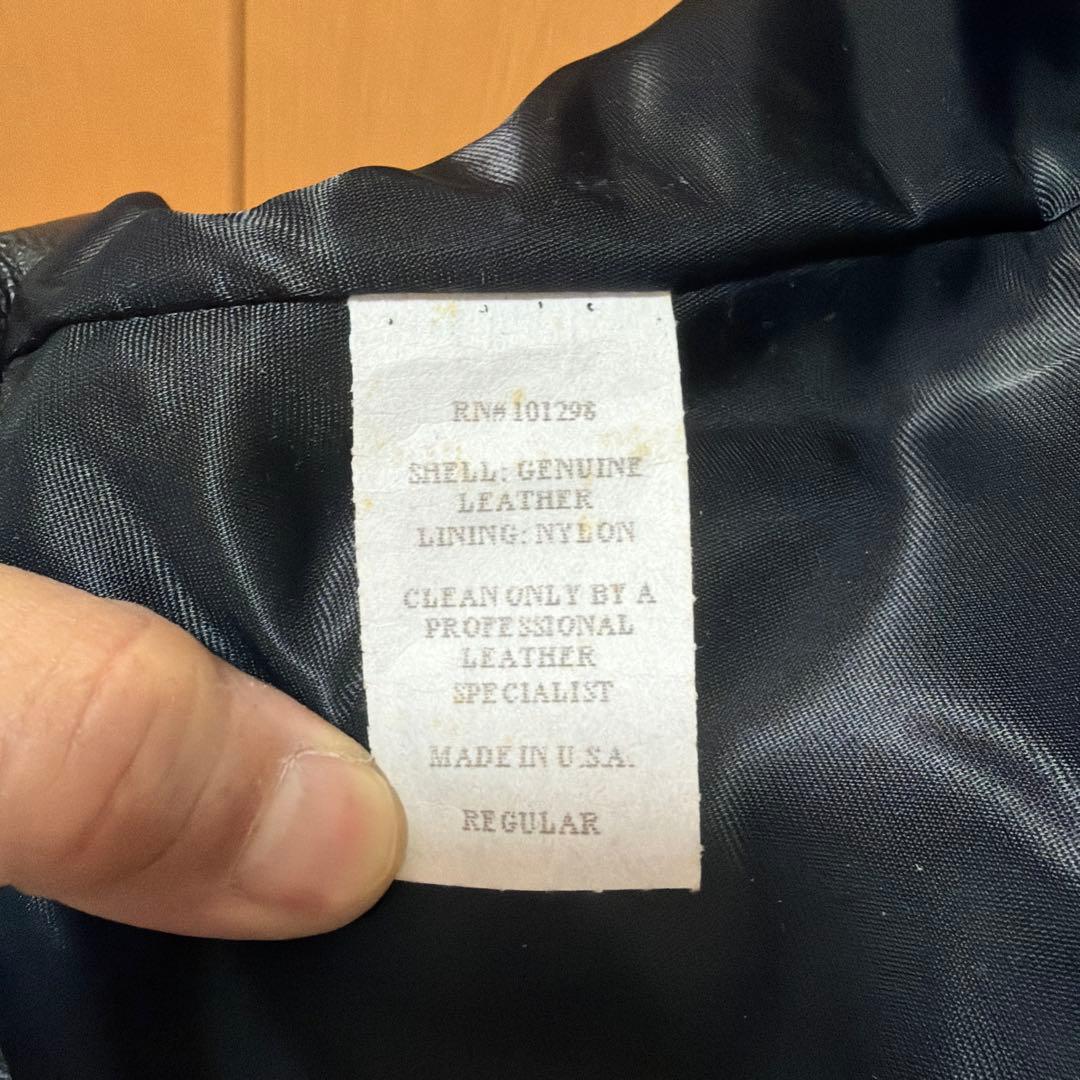 RN# 101298
SHELL: GENUINE
LEATHER
LINING: NYLON
CLEAN ONLY BY A
PROFESSIONAL
LEATHER
SPECIALIST
MADE IN U.S.A.
REGULAR